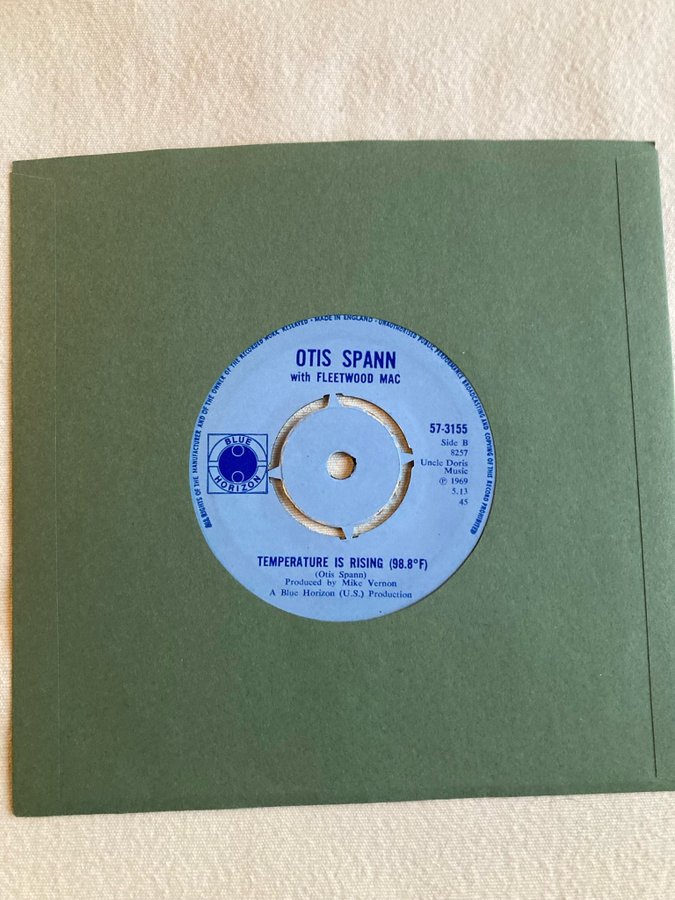 ALL RIGHTS OF THE MANUFACTURER AND OF THE OWNER OF THE RECORDED WORK RESERVED - MADE IN ENGLAND - UNAUTHORISED PUBLIC PERFORMANCE BROADCASTING AND COPYING OF THIS RECORD PROHIBITED
OTIS SPANN
with FLEETWOOD MAC
57-3155
Side B
8257
Uncle Doris
Music
℗ 1969
5.13
45
BLUE
HORIZON
TEMPERATURE IS RISING (98.8°F)
(Otis Spann)
Produced by Mike Vernon
A Blue Horizon (U.S.) Production